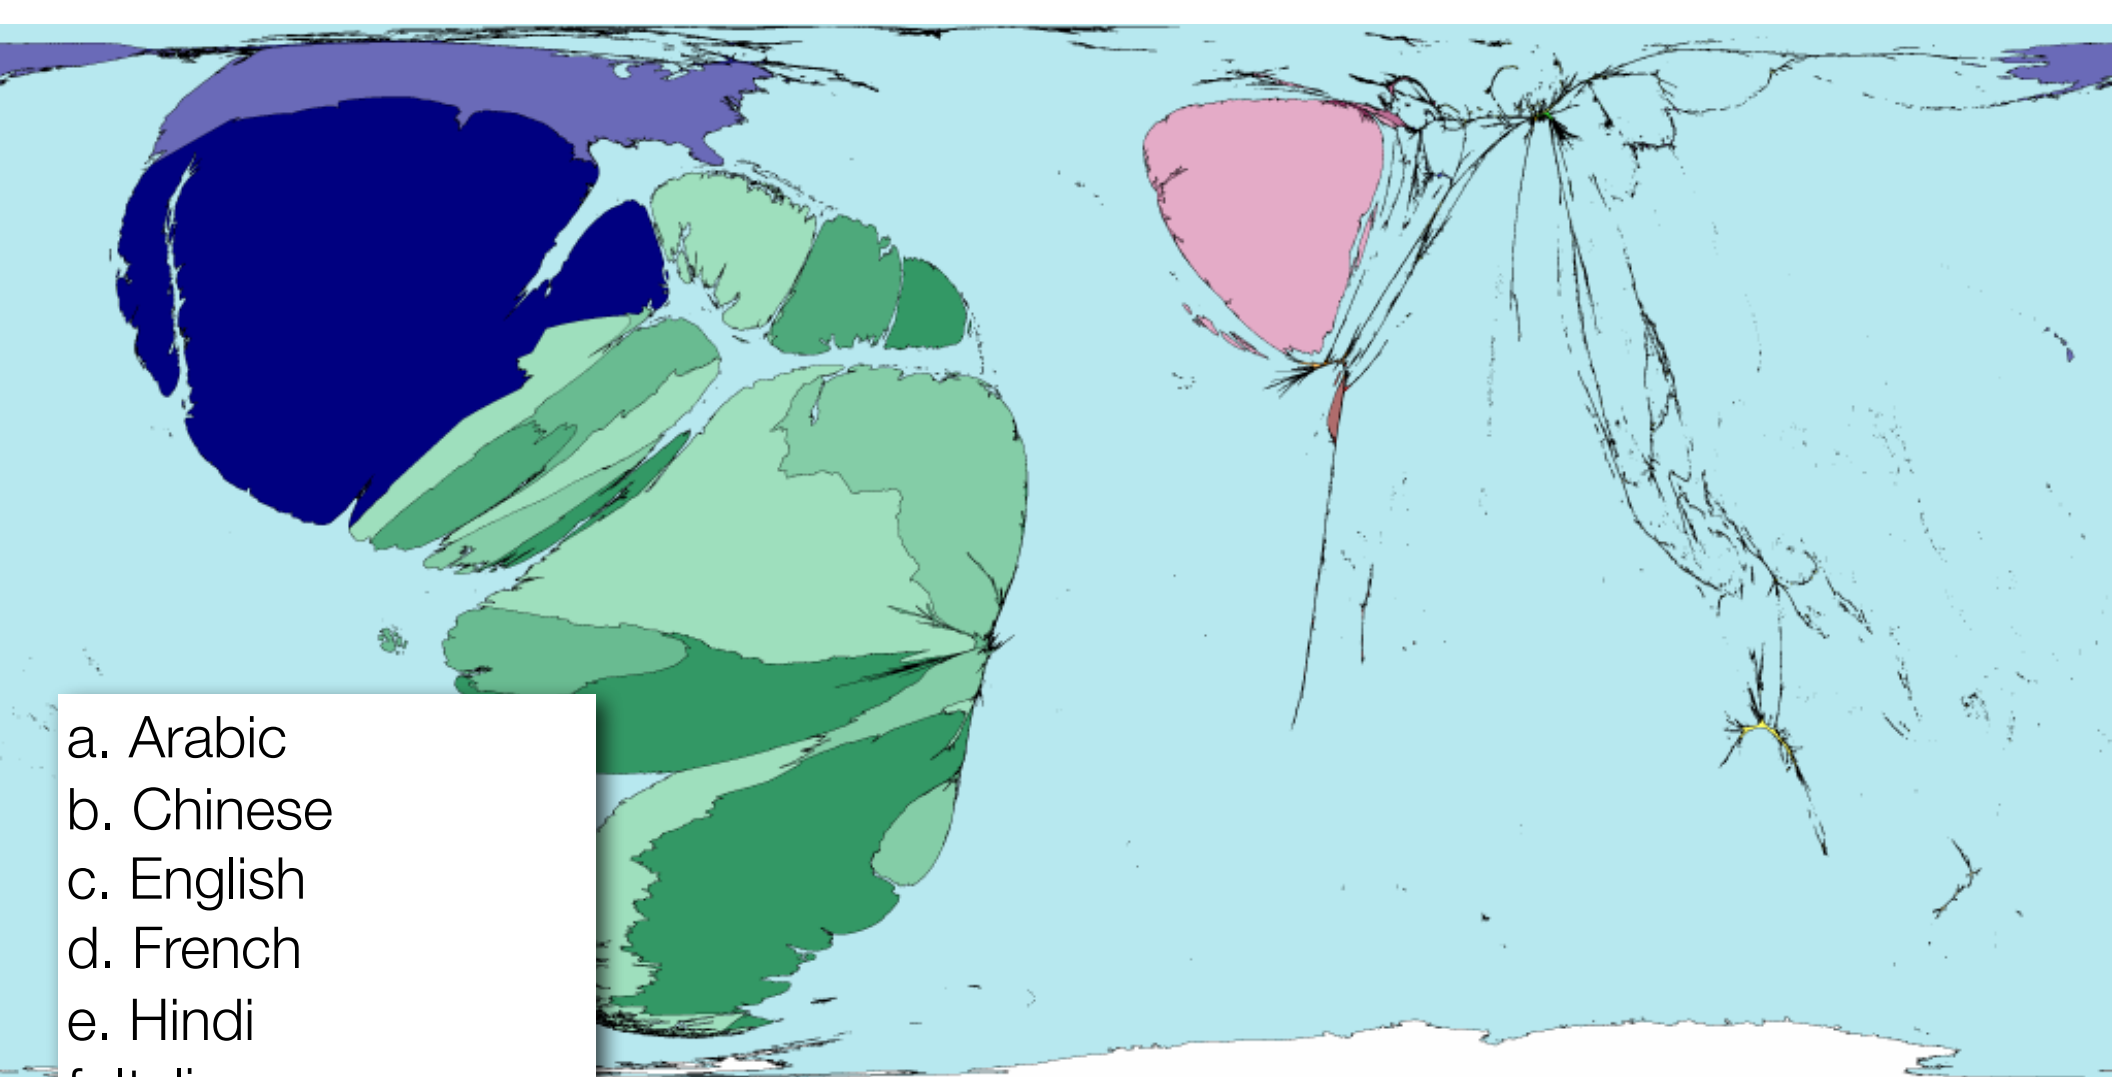 a. Arabic
b. Chinese
c. English
d. French
e. Hindi